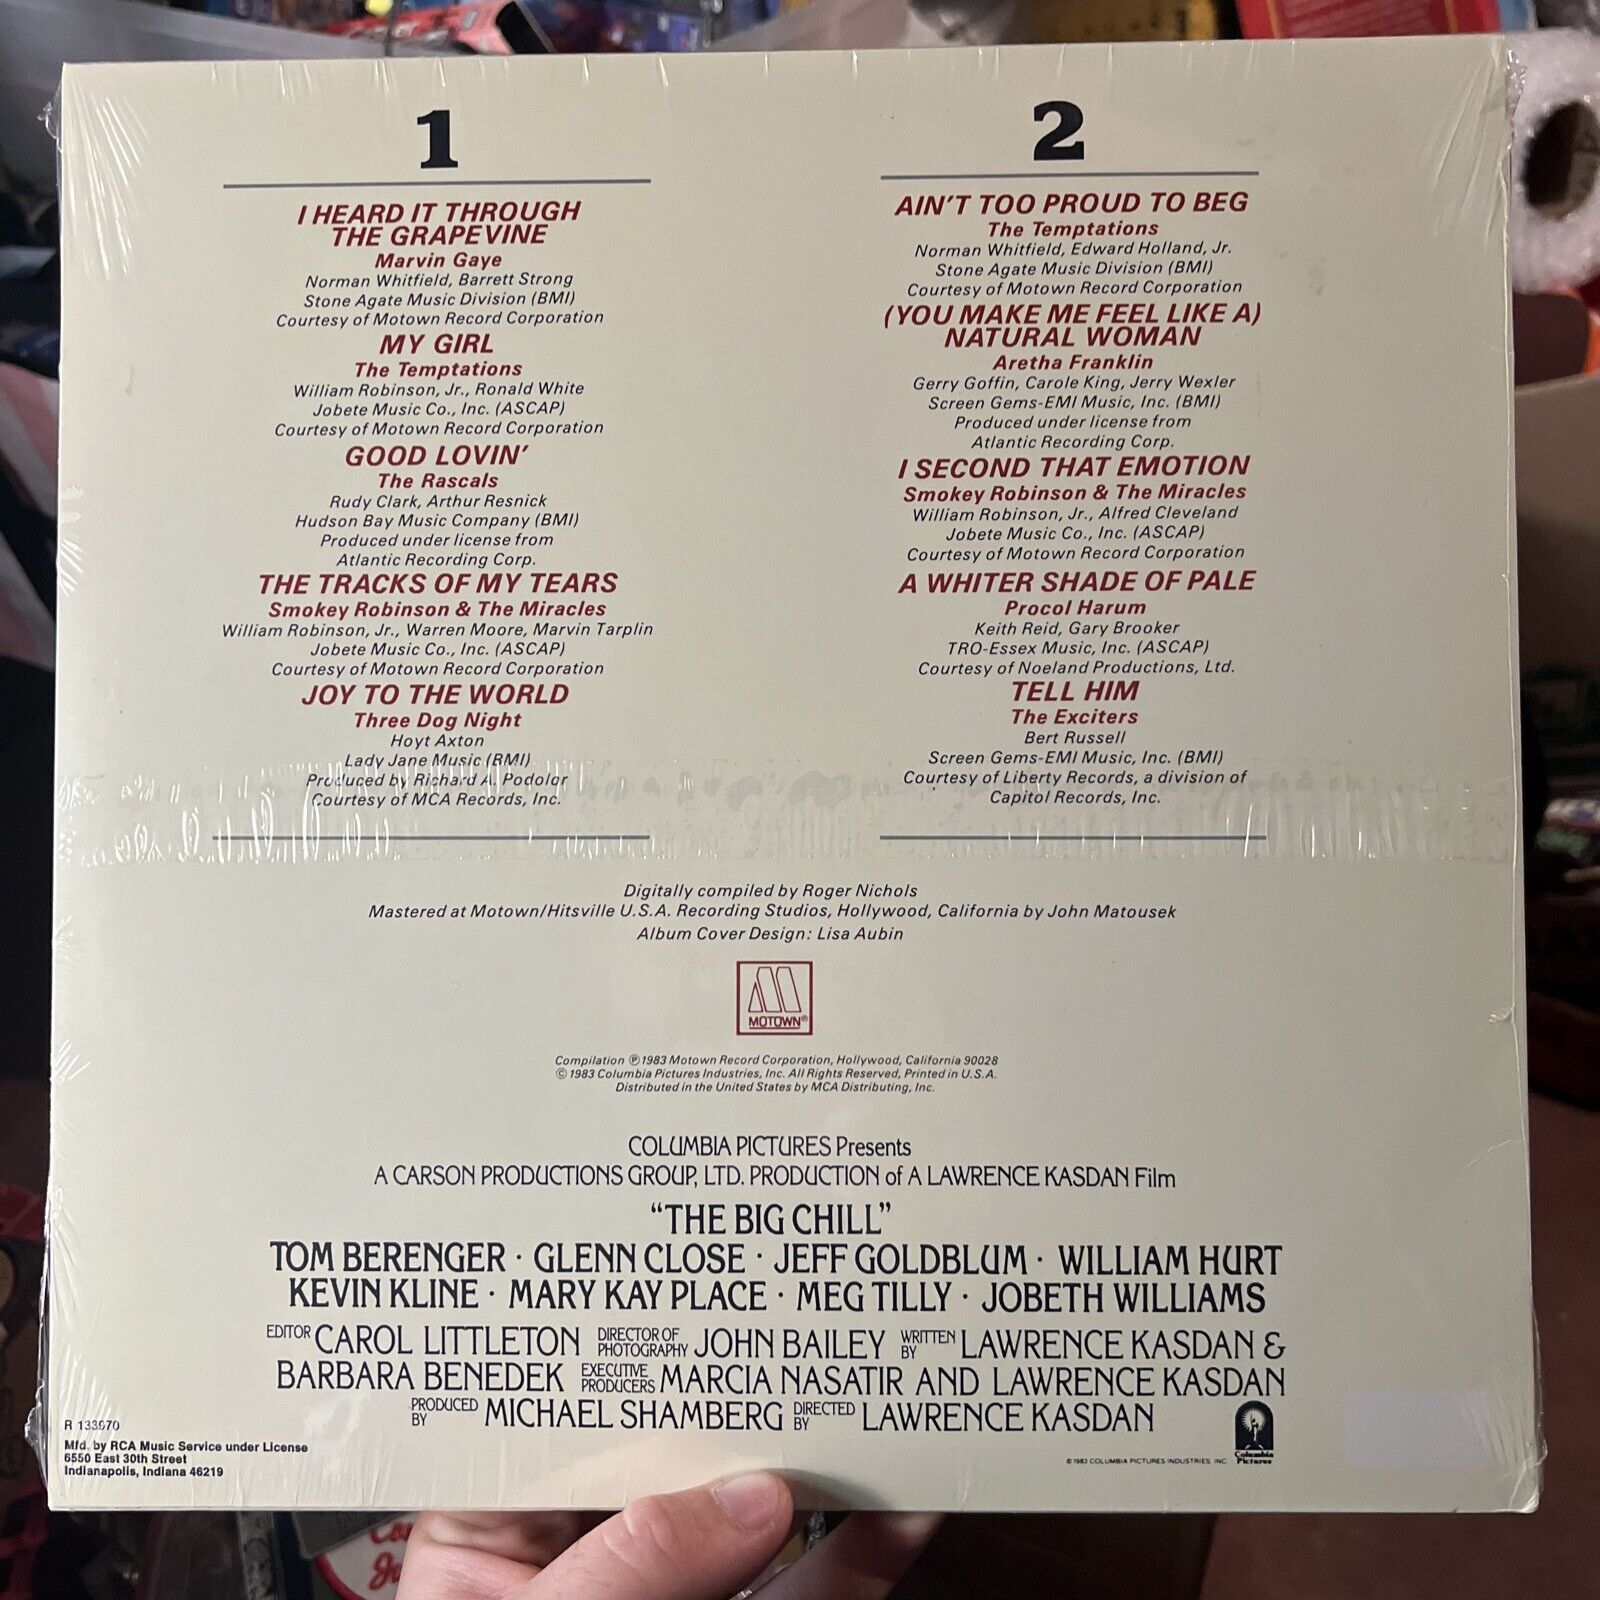 1
I HEARD IT THROUGH
THE GRAPEVINE
Marvin Gaye
Norman Whitfield, Barrett Strong
Stone Agate Music Division (BMI)
Courtesy of Motown Record Corporation
MY GIRL
The Temptations
William Robinson, Jr., Ronald White
Jobete Music Co., Inc. (ASCAP)
Courtesy of Motown Record Corporation
GOOD LOVIN'
The Rascals
Rudy Clark, Arthur Resnick
Hudson Bay Music Company (BMI)
Produced under license from
Atlantic Recording Corp.
THE TRACKS OF MY TEARS
Smokey Robinson & The Miracles
William Robinson, Jr., Warren Moore, Marvin Tarplin
Jobete Music Co., Inc. (ASCAP)
Courtesy of Motown Record Corporation
JOY TO THE WORLD
Three Dog Night
Hoyt Axton
Lady Jane Music (BMI)
Produced by Richard A. Podolor
Courtesy of MCA Records, Inc.
2
AIN'T TOO PROUD TO BEG
The Temptations
Norman Whitfield, Edward Holland, Jr.
Stone Agate Music Division (BMI)
Courtesy of Motown Record Corporation
(YOU MAKE ME FEEL LIKE A)
NATURAL WOMAN
Aretha Franklin
Gerry Goffin, Carole King, Jerry Wexler
Screen Gems-EMI Music, Inc. (BMI)
Produced under license from
Atlantic Recording Corp.
I SECOND THAT EMOTION
Smokey Robinson & The Miracles
William Robinson, Jr., Alfred Cleveland
Jobete Music Co., Inc. (ASCAP)
Courtesy of Motown Record Corporation
A WHITER SHADE OF PALE
Procol Harum
Keith Reid, Gary Brooker
TRO-Essex Music, Inc. (ASCAP)
Courtesy of Noeland Productions, Ltd.
TELL HIM
The Exciters
Bert Russell
Screen Gems-EMI Music, Inc. (BMI)
Courtesy of Liberty Records, a division of
Capitol Records, Inc.
Digitally compiled by Roger Nichols
Mastered at Motown/Hitsville U.S.A. Recording Studios, Hollywood, California by John Matousek
Album Cover Design: Lisa Aubin
MOTOWN®
Compilation ℗ 1983 Motown Record Corporation, Hollywood, California 90028
© 1983 Columbia Pictures Industries, Inc. All Rights Reserved, Printed in U.S.A.
Distributed in the United States by MCA Distributing, Inc.
COLUMBIA PICTURES Presents
A CARSON PRODUCTIONS GROUP, LTD. PRODUCTION of A LAWRENCE KASDAN Film
"THE BIG CHILL"
TOM BERENGER · GLENN CLOSE · JEFF GOLDBLUM · WILLIAM HURT
KEVIN KLINE · MARY KAY PLACE · MEG TILLY · JOBETH WILLIAMS
EDITOR CAROL LITTLETON DIRECTOR OF PHOTOGRAPHY JOHN BAILEY WRITTEN BY LAWRENCE KASDAN &
BARBARA BENEDEK EXECUTIVE PRODUCERS MARCIA NASATIR AND LAWRENCE KASDAN
PRODUCED BY MICHAEL SHAMBERG DIRECTED BY LAWRENCE KASDAN
R 133970
Mfd. by RCA Music Service under License
6550 East 30th Street
Indianapolis, Indiana 46219
© 1983 COLUMBIA PICTURES INDUSTRIES, INC.
Columbia
Pictures